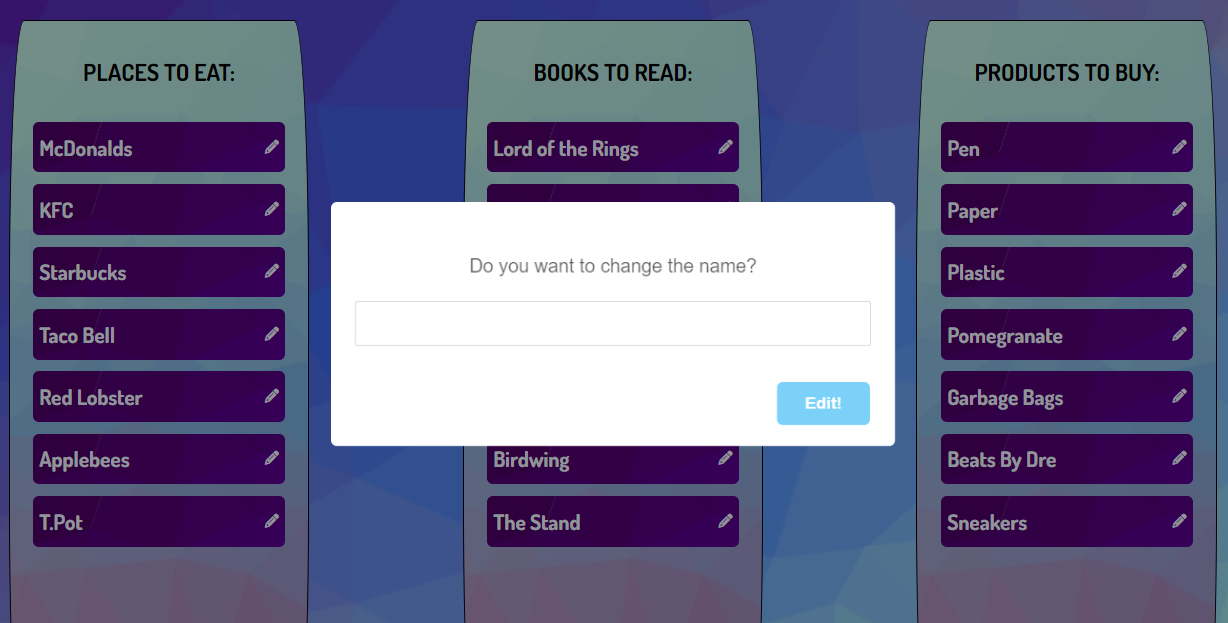 PLACES TO EAT:
McDonalds
KFC
Starbucks
Taco Bell
Red Lobster
Applebees
T.Pot
BOOKS TO READ:
Lord of the Rings
Birdwing
The Stand
PRODUCTS TO BUY:
Pen
Paper
Plastic
Pomegranate
Garbage Bags
Beats By Dre
Sneakers
Do you want to change the name?
Edit!